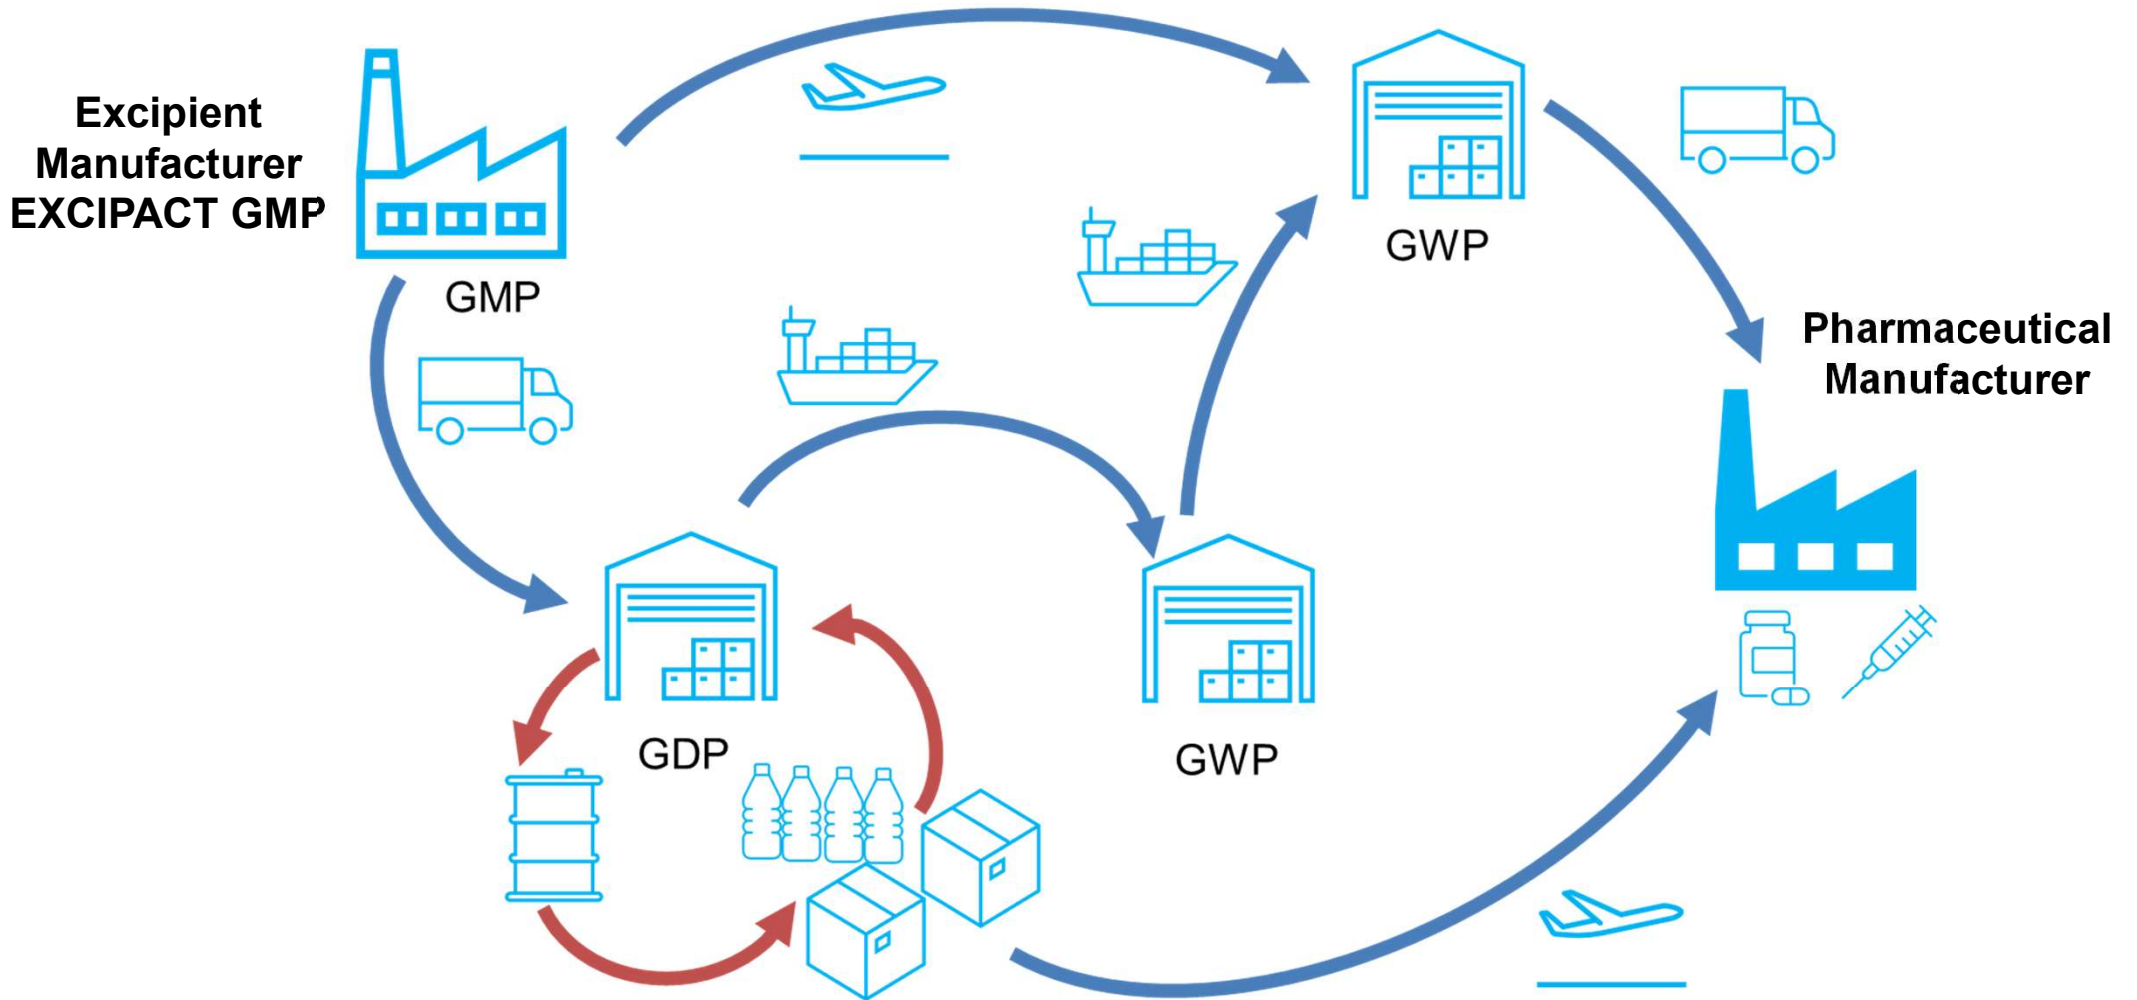 Excipient
Manufacturer
EXCIPACT GMP
GMP
GWP
Pharmaceutical
Manufacturer
GDP
GWP